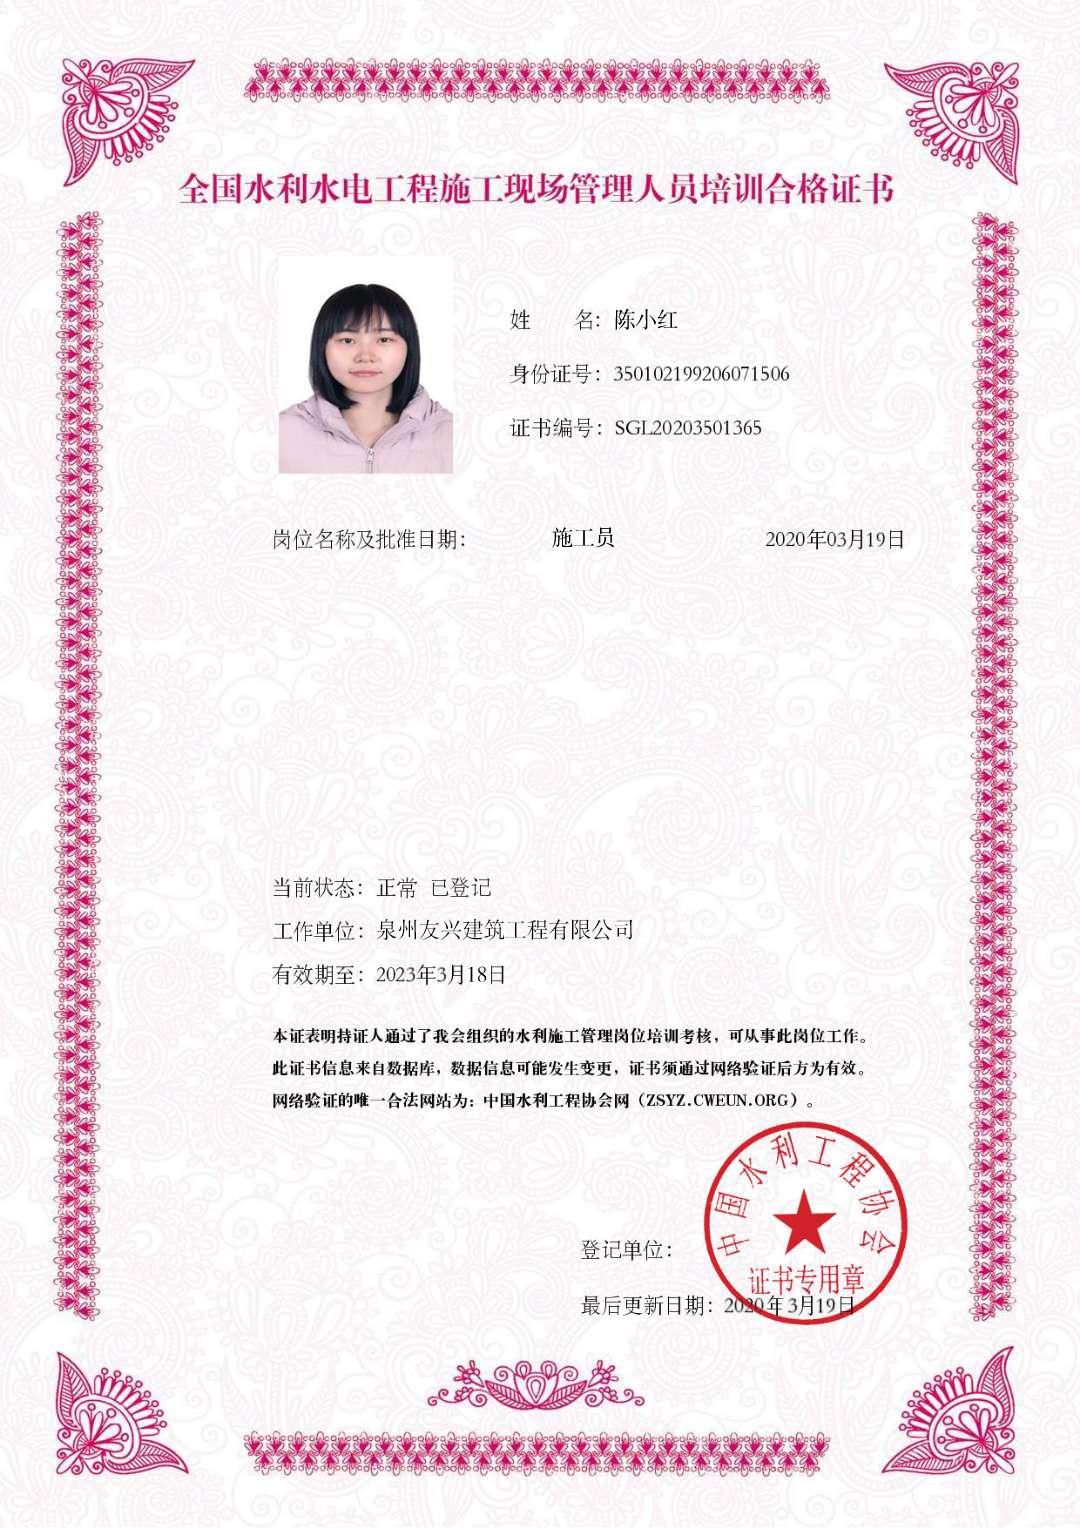 全国水利水电工程施工现场管理人员培训合格证书
姓 名：陈小红
身份证号：350102199206071506
证书编号：SGL20203501365
岗位名称及批准日期： 施工员 2020年03月19日
当前状态：正常 已登记
工作单位：泉州友兴建筑工程有限公司
有效期至：2023年3月18日
本证表明持证人通过了我会组织的水利施工管理岗位培训考核，可从事此岗位工作。
此证书信息来自数据库，数据信息可能发生变更，证书须通过网络验证后方为有效。
网络验证的唯一合法网站为：中国水利工程协会网（ZSYZ.CWEUN.ORG）。
中国水利工程协会
登记单位：
证书专用章
最后更新日期：2020年3月19日